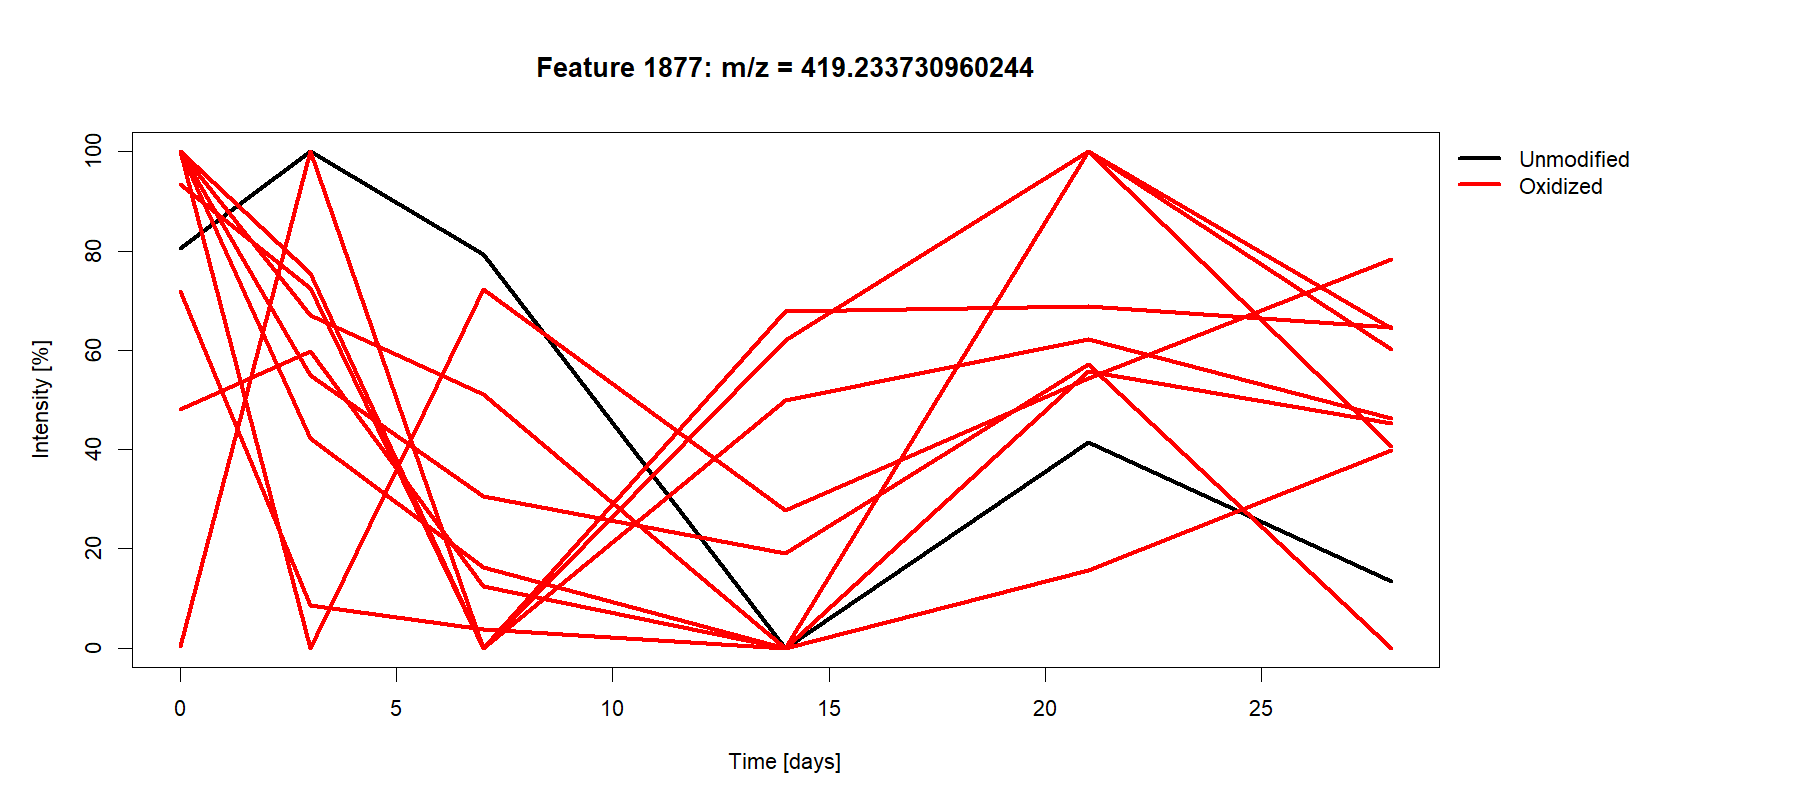 Feature 1877: m/z = 419.233730960244
Unmodified
Oxidized
Intensity [%]
100
80
60
40
20
0
0 5 10 15 20 25
Time [days]